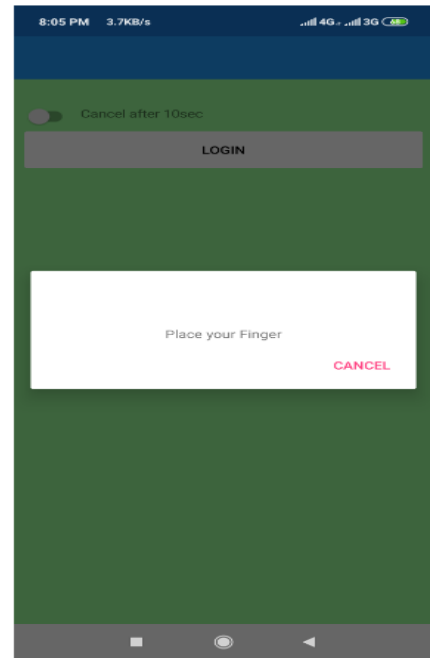 8:05 PM 3.7KB/s 4G 3G
Cancel after 10sec
LOGIN
Place your Finger
CANCEL